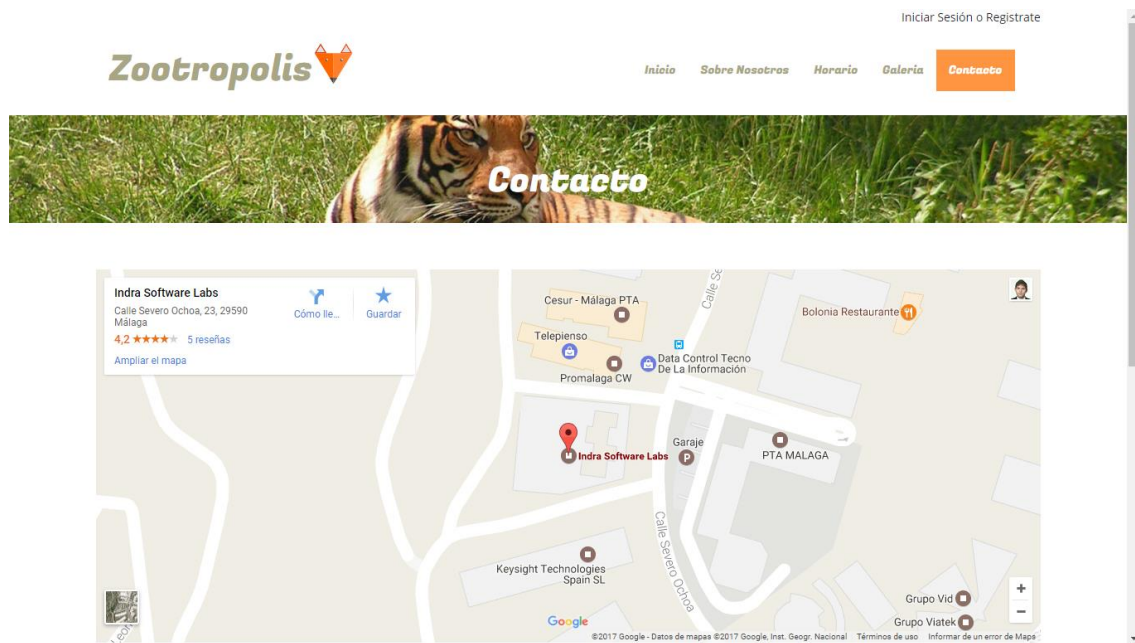 Iniciar Sesión o Registrate
Zootropolis
Inicio Sobre Nosotros Horario Galeria Contacto
Contacto
Indra Software Labs
Calle Severo Ochoa, 23, 29590
Málaga
4,2 5 reseñas
Ampliar el mapa
Cómo lle...
Guardar
Calle Se
Cesur - Málaga PTA
Bolonia Restaurante
Telepienso
Data Control Tecno
De La Información
Promalaga CW
Garaje
P
PTA MALAGA
Indra Software Labs
Calle Severo Ochoa
Keysight Technologies
Spain SL
Grupo Vid
Grupo Viatek
Leon
+
−
Google
©2017 Google - Datos de mapas ©2017 Google, Inst. Geogr. Nacional Términos de uso Informar de un error de Maps